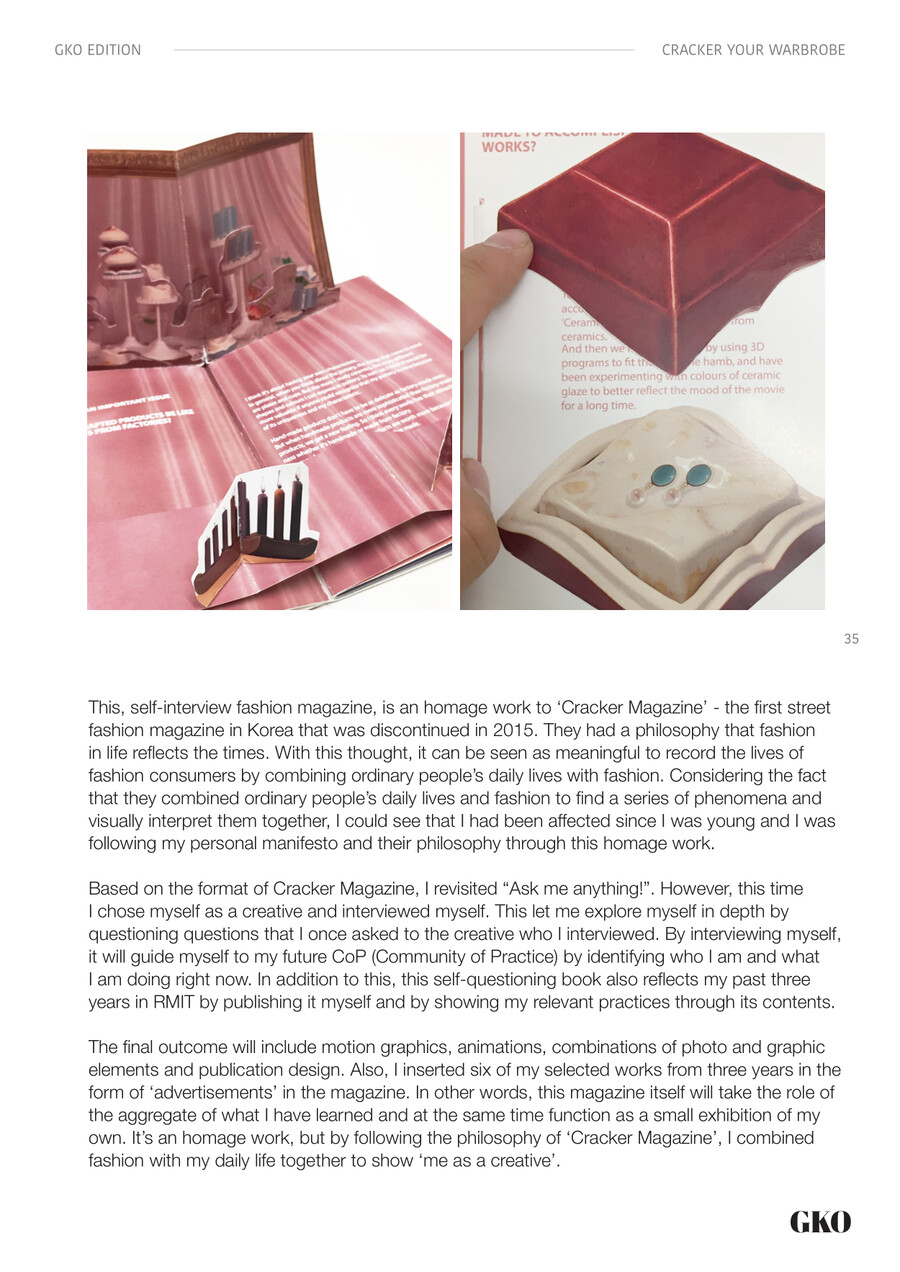 GKO EDITION
CRACKER YOUR WARBROBE
IMPORTANT ISSUE
PRODUCTS BE LIKE
FROM FACTORIES?
MADE TO ACCOMPLIS
WORKS?
from
ceramics.
And then we by using 3D
programs to fit hamb, and have
been experimenting with colours of ceramic
glaze to better reflect the mood of the movie
for a long time.
35
This, self-interview fashion magazine, is an homage work to ‘Cracker Magazine’ - the first street
fashion magazine in Korea that was discontinued in 2015. They had a philosophy that fashion
in life reflects the times. With this thought, it can be seen as meaningful to record the lives of
fashion consumers by combining ordinary people’s daily lives with fashion. Considering the fact
that they combined ordinary people’s daily lives and fashion to find a series of phenomena and
visually interpret them together, I could see that I had been affected since I was young and I was
following my personal manifesto and their philosophy through this homage work.
Based on the format of Cracker Magazine, I revisited “Ask me anything!”. However, this time
I chose myself as a creative and interviewed myself. This let me explore myself in depth by
questioning questions that I once asked to the creative who I interviewed. By interviewing myself,
it will guide myself to my future CoP (Community of Practice) by identifying who I am and what
I am doing right now. In addition to this, this self-questioning book also reflects my past three
years in RMIT by publishing it myself and by showing my relevant practices through its contents.
The final outcome will include motion graphics, animations, combinations of photo and graphic
elements and publication design. Also, I inserted six of my selected works from three years in the
form of ‘advertisements’ in the magazine. In other words, this magazine itself will take the role of
the aggregate of what I have learned and at the same time function as a small exhibition of my
own. It’s an homage work, but by following the philosophy of ‘Cracker Magazine’, I combined
fashion with my daily life together to show ‘me as a creative’.
GKO